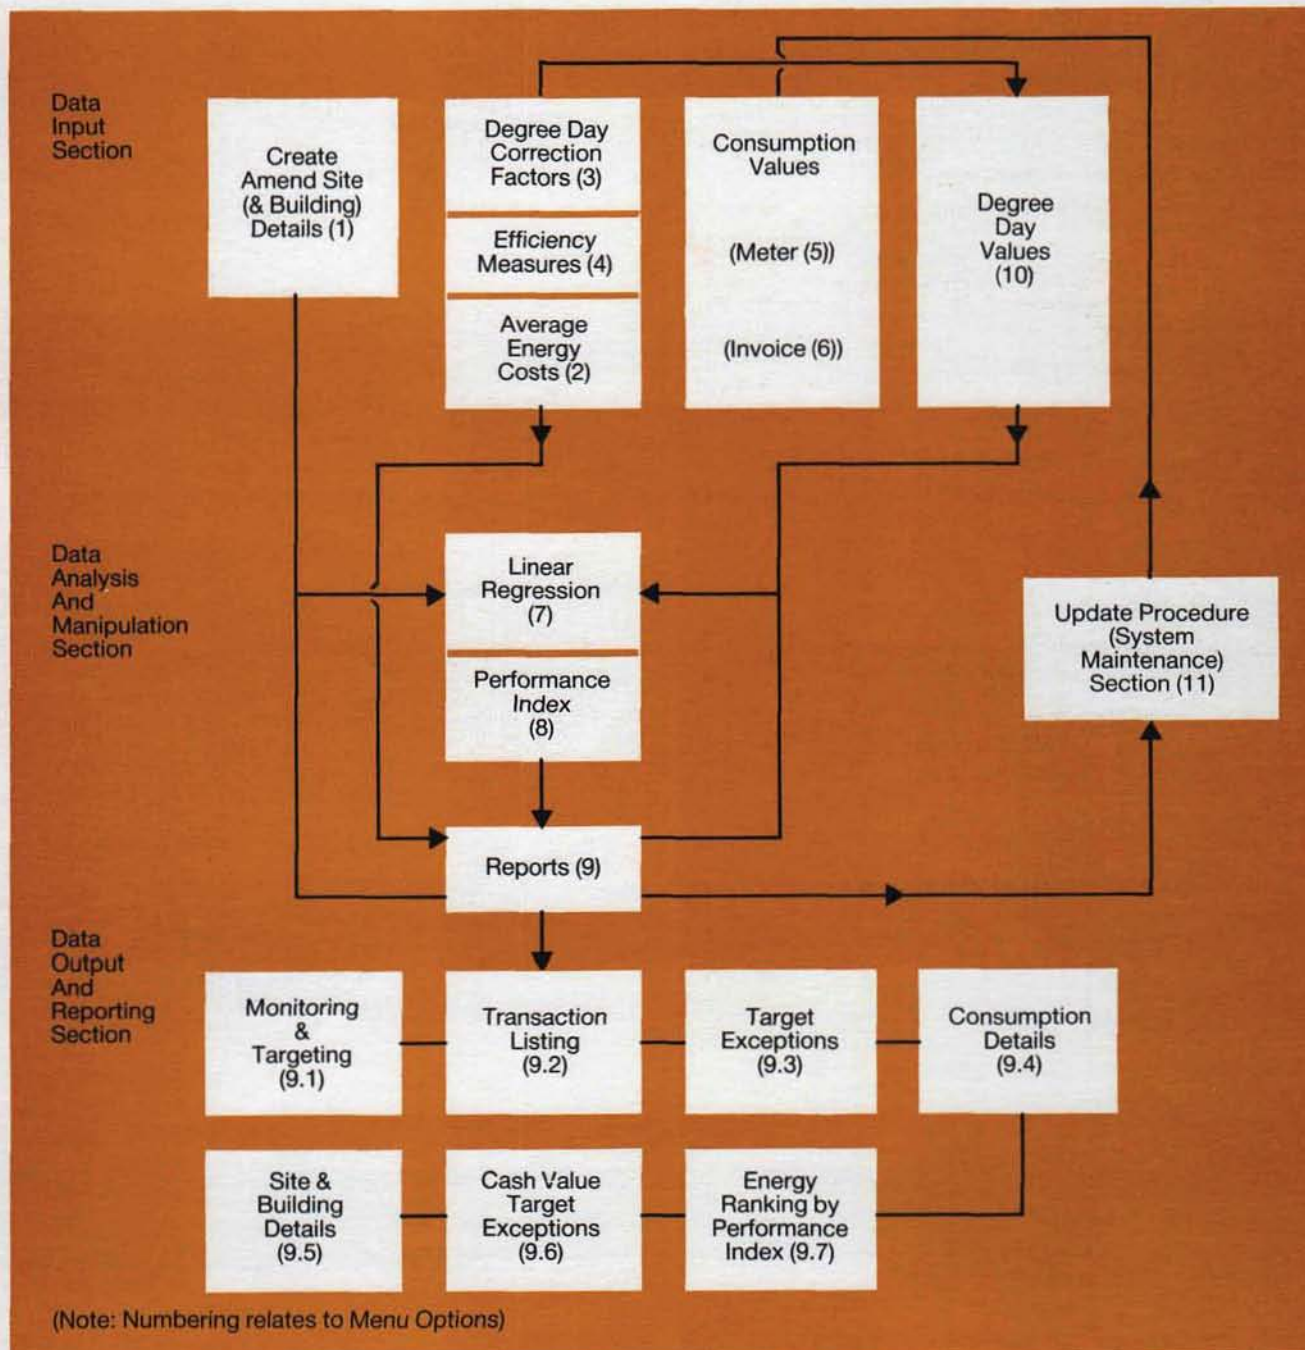 Data
Input
Section
Create
Amend Site
(& Building)
Details (1)
Degree Day
Correction
Factors (3)
Efficiency
Measures (4)
Average
Energy
Costs (2)
Consumption
Values
(Meter (5))
(Invoice (6))
Degree
Day
Values
(10)
Data
Analysis
And
Manipulation
Section
Linear
Regression
(7)
Performance
Index
(8)
Update Procedure
(System
Maintenance)
Section (11)
Reports (9)
Data
Output
And
Reporting
Section
Monitoring
&
Targeting
(9.1)
Transaction
Listing
(9.2)
Target
Exceptions
(9.3)
Consumption
Details
(9.4)
Site &
Building
Details
(9.5)
Cash Value
Target
Exceptions
(9.6)
Energy
Ranking by
Performance
Index (9.7)
(Note: Numbering relates to Menu Options)